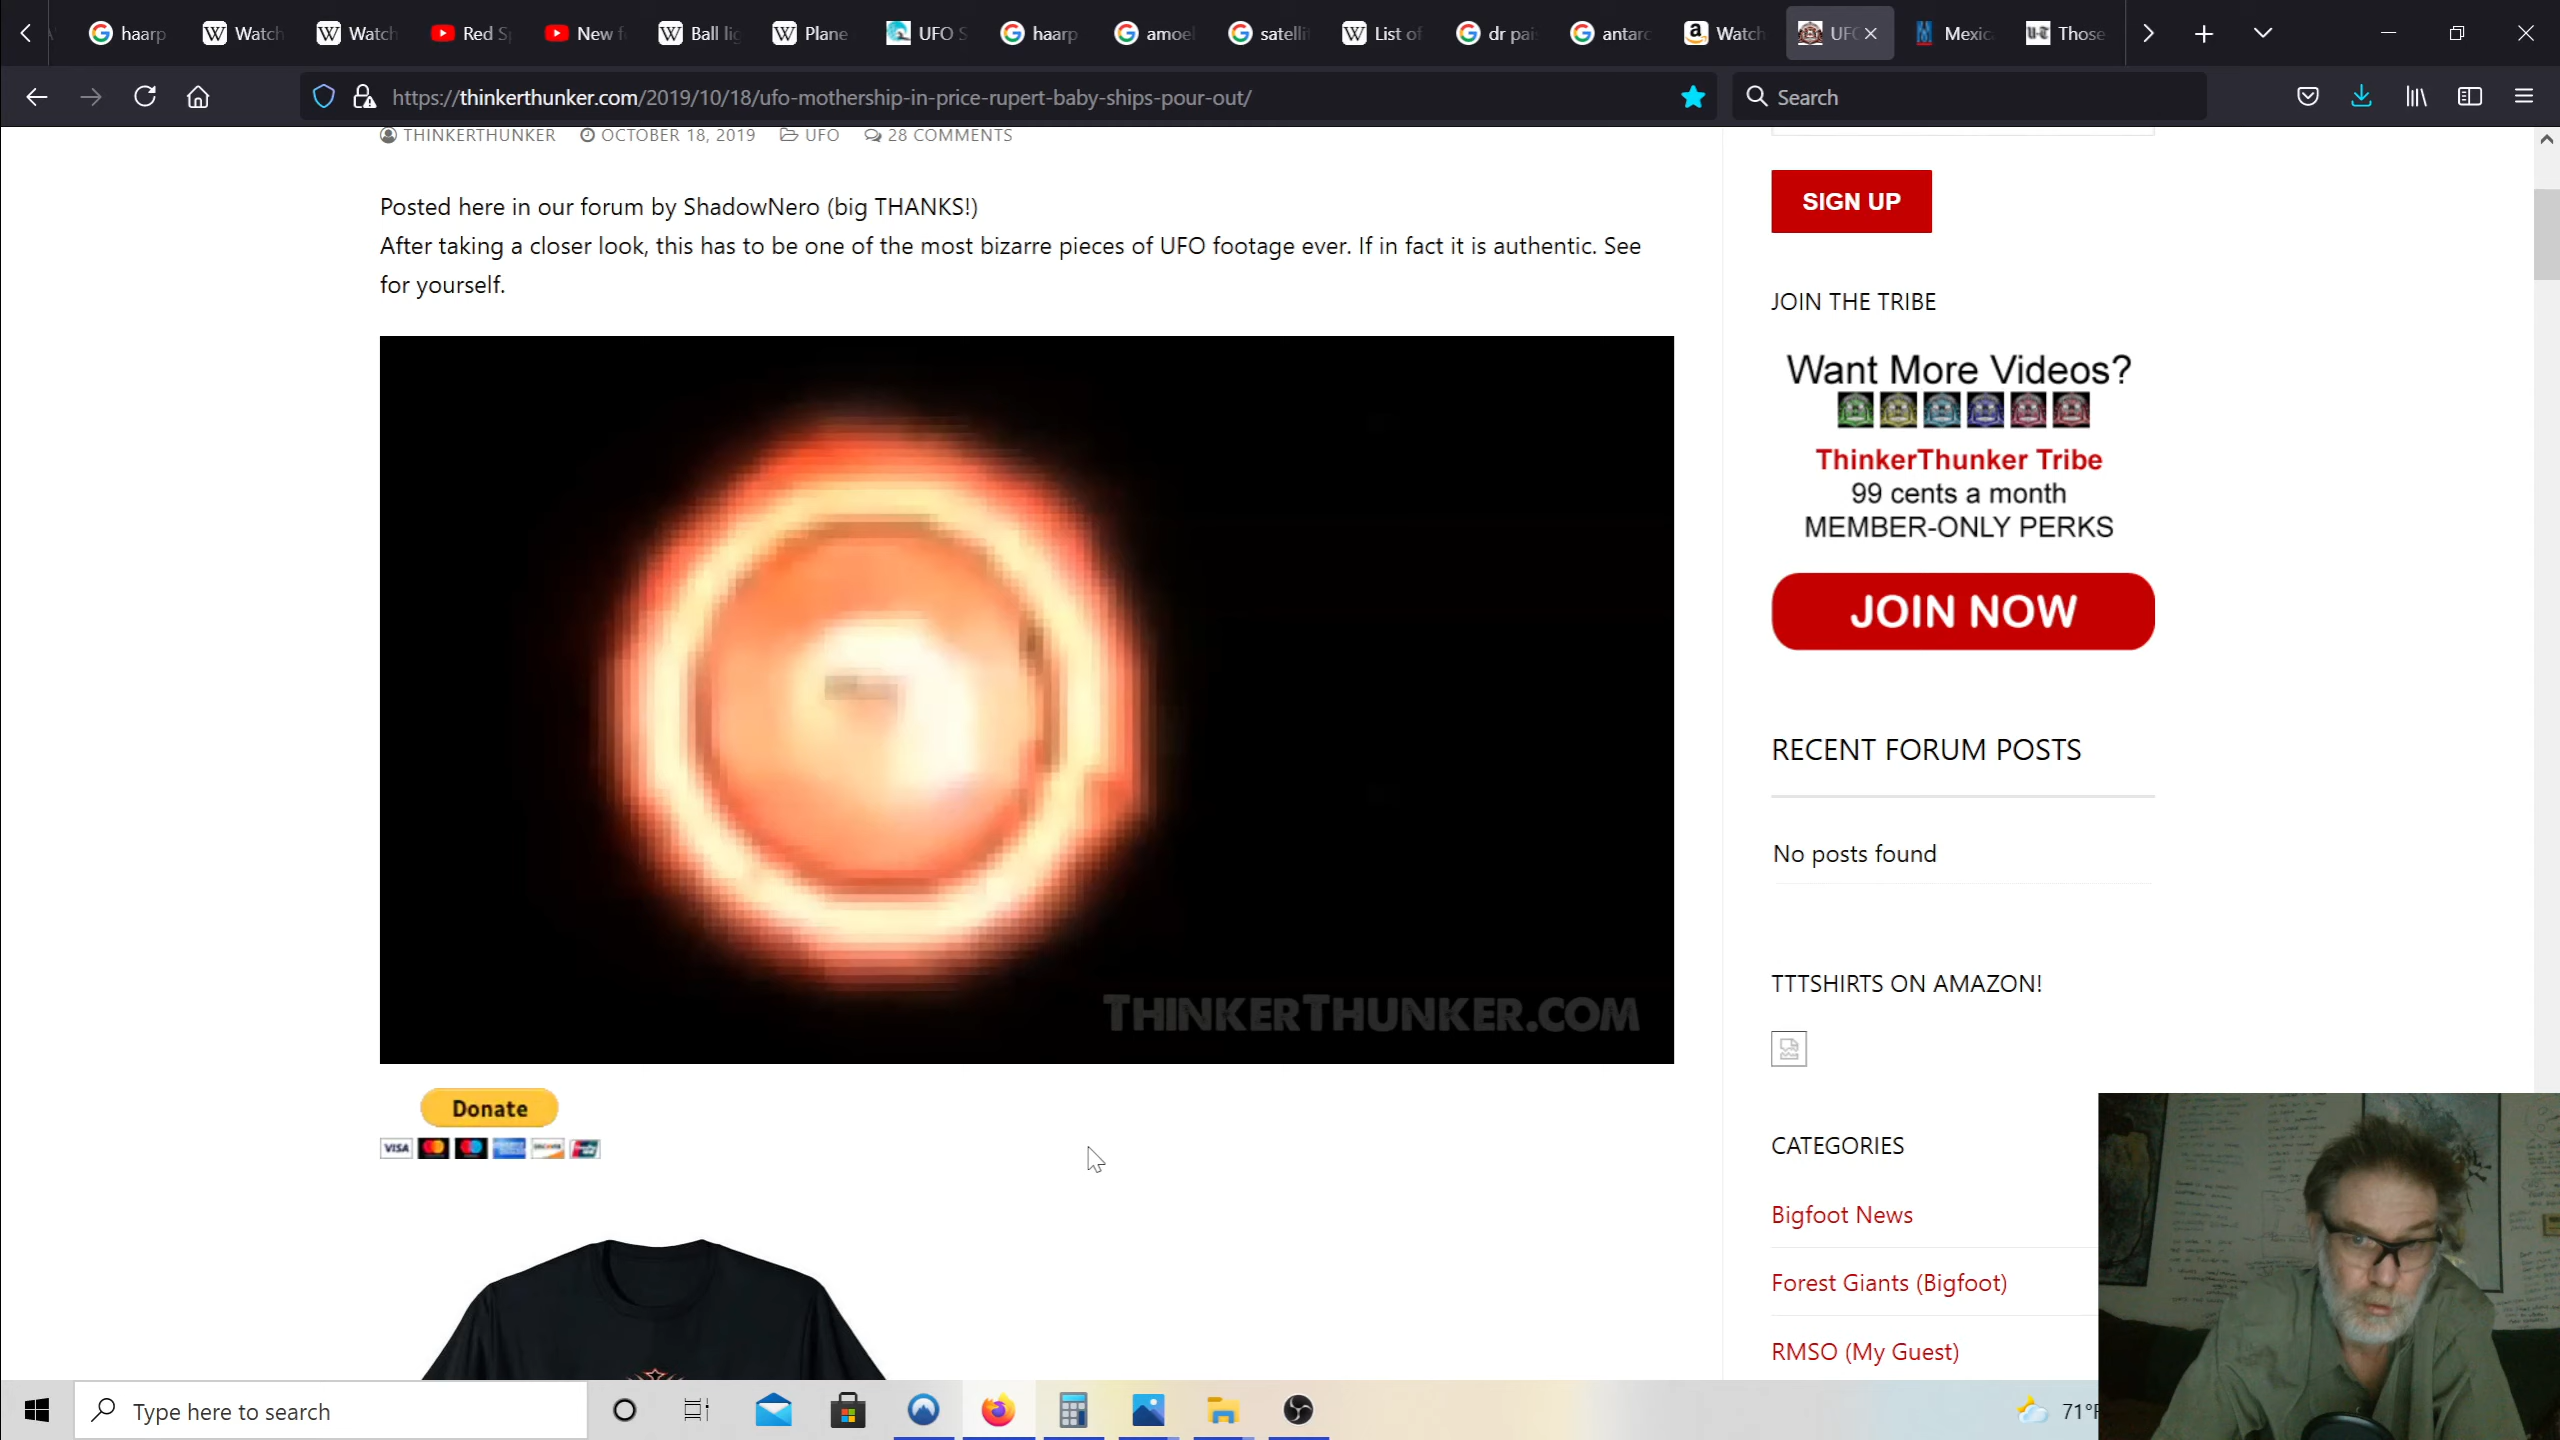 haarp
Watch
Watch
Red S
New f
Ball lig
Plane
UFO S
haarp
amoel
satelli
List of
dr pai
antarc
Watch
UFO
Mexic
Those
https://thinkerthunker.com/2019/10/18/ufo-mothership-in-price-rupert-baby-ships-pour-out/
Search
THINKERTHUNKER OCTOBER 18, 2019 UFO 28 COMMENTS
Posted here in our forum by ShadowNero (big THANKS!)
After taking a closer look, this has to be one of the most bizarre pieces of UFO footage ever. If in fact it is authentic. See
for yourself.
THINKERTHUNKER.COM
Donate
VISA
SIGN UP
JOIN THE TRIBE
Want More Videos?
ThinkerThunker Tribe
99 cents a month
MEMBER-ONLY PERKS
JOIN NOW
RECENT FORUM POSTS
No posts found
TTTSHIRTS ON AMAZON!
CATEGORIES
Bigfoot News
Forest Giants (Bigfoot)
RMSO (My Guest)
Type here to search
71°F